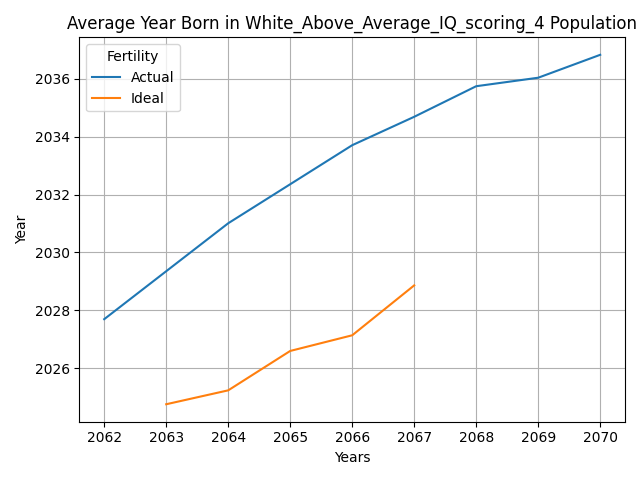 Average Year Born in White_Above_Average_IQ_scoring_4 Population
Fertility
Actual
Ideal
2036
2034
2032
2030
2028
2026
Year
2062 2063 2064 2065 2066 2067 2068 2069 2070
Years